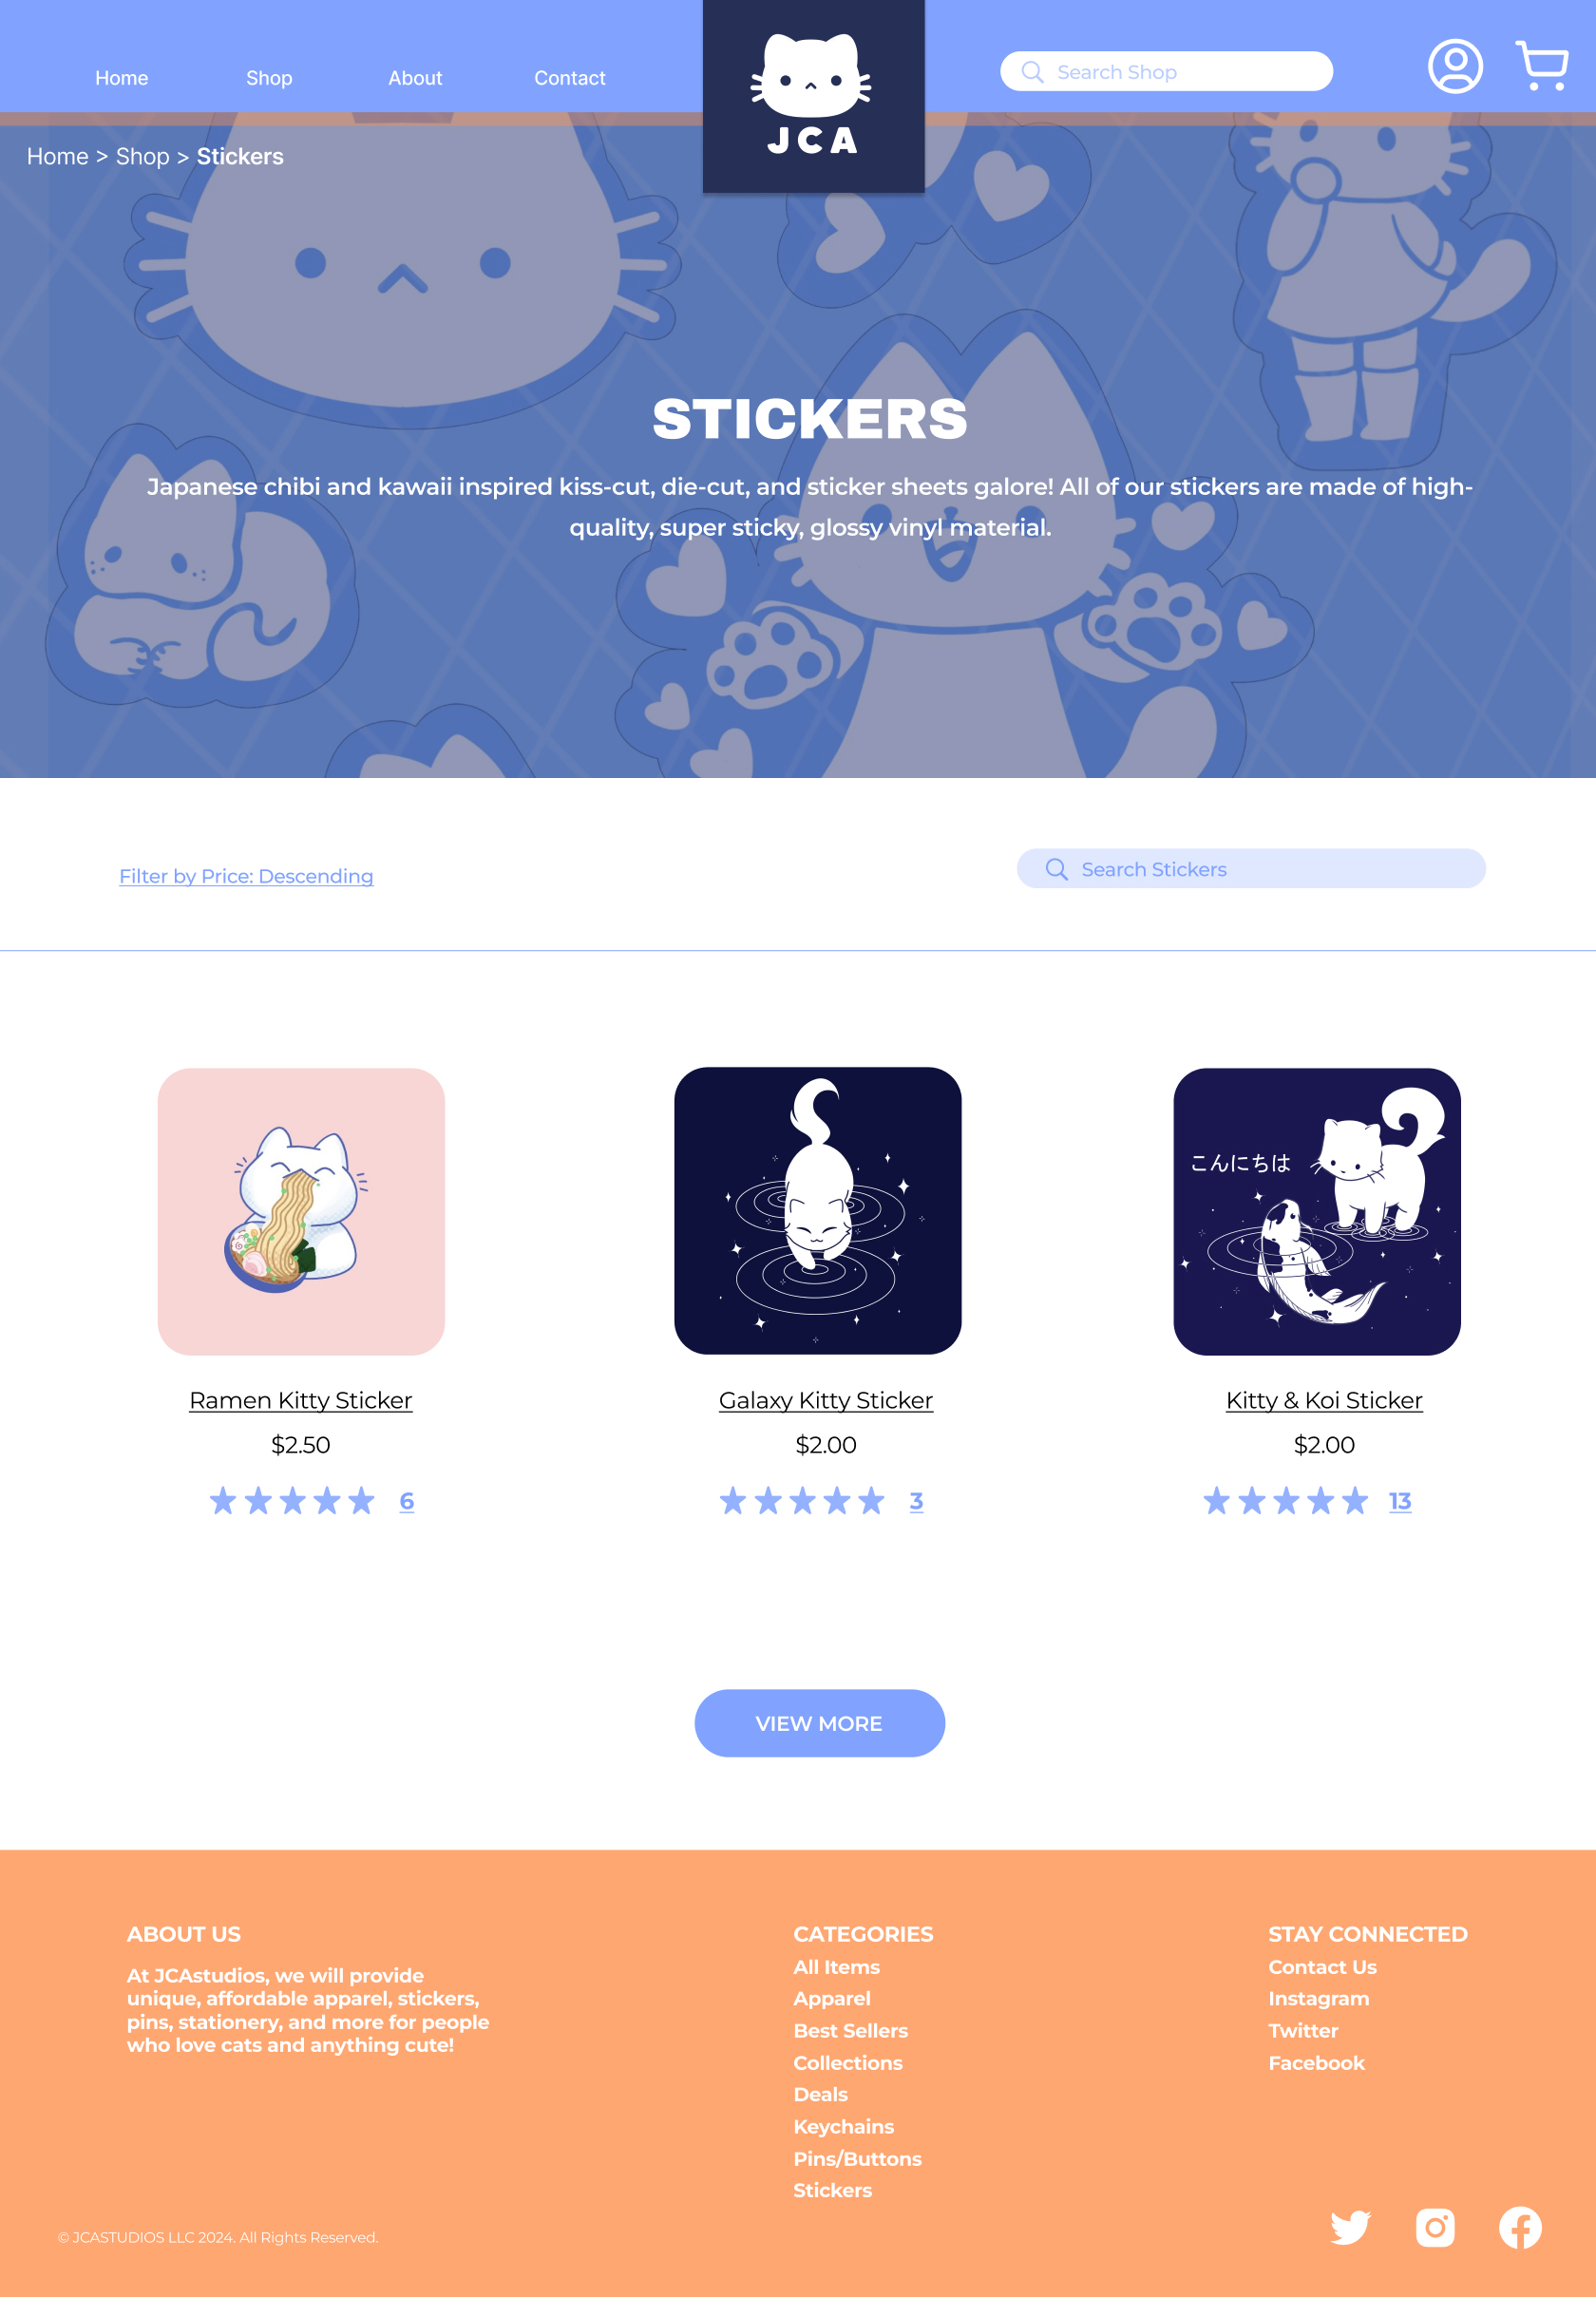 Home
Shop
About
Contact
JCA
Search Shop
Home > Shop > Stickers
STICKERS
Japanese chibi and kawaii inspired kiss-cut, die-cut, and sticker sheets galore! All of our stickers are made of high-
quality, super sticky, glossy vinyl material.
Filter by Price: Descending
Search Stickers
こんにちは
Ramen Kitty Sticker
$2.50
6
Galaxy Kitty Sticker
$2.00
3
Kitty & Koi Sticker
$2.00
13
VIEW MORE
ABOUT US
At JCAstudios, we will provide
unique, affordable apparel, stickers,
pins, stationery, and more for people
who love cats and anything cute!
CATEGORIES
All Items
Apparel
Best Sellers
Collections
Deals
Keychains
Pins/Buttons
Stickers
STAY CONNECTED
Contact Us
Instagram
Twitter
Facebook
© JCASTUDIOS LLC 2024. All Rights Reserved.